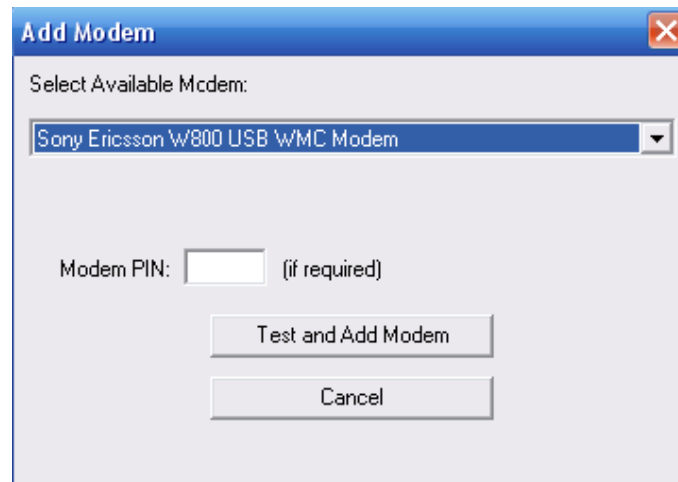 Add Modem
Select Available Mcdem:
Sony Ericsson W800 USB WMC Modem
Modem PIN: (if required)
Test and Add Modem
Cancel